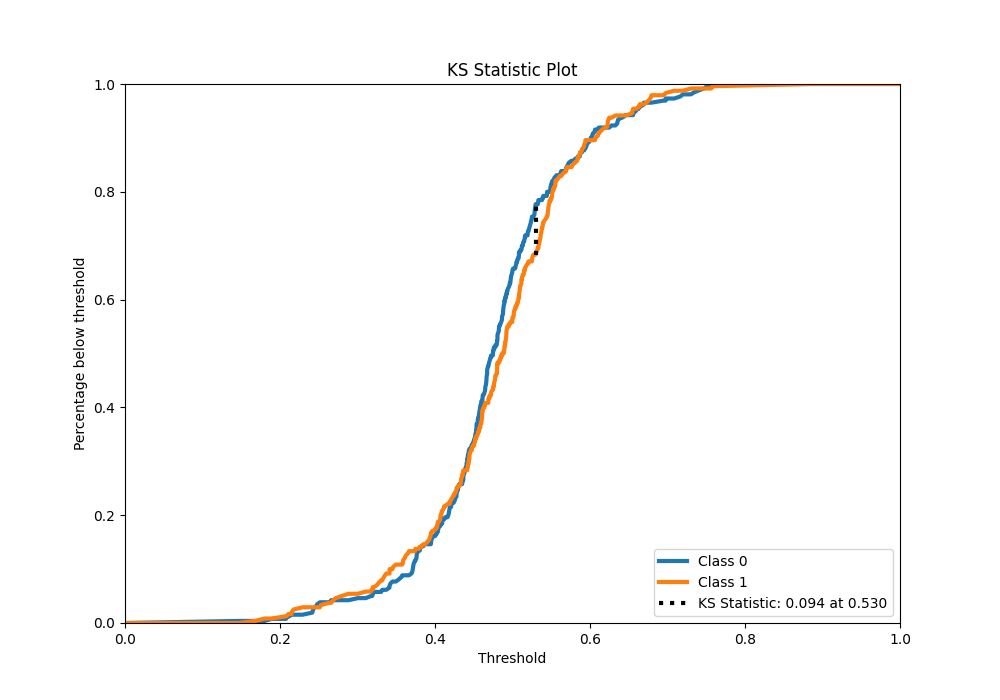 KS Statistic Plot
Percentage below threshold
1.0
0.8
0.6
0.4
0.2
0.0
0.0 0.2 0.4 0.6 0.8 1.0
Threshold
Class 0
Class 1
KS Statistic: 0.094 at 0.530